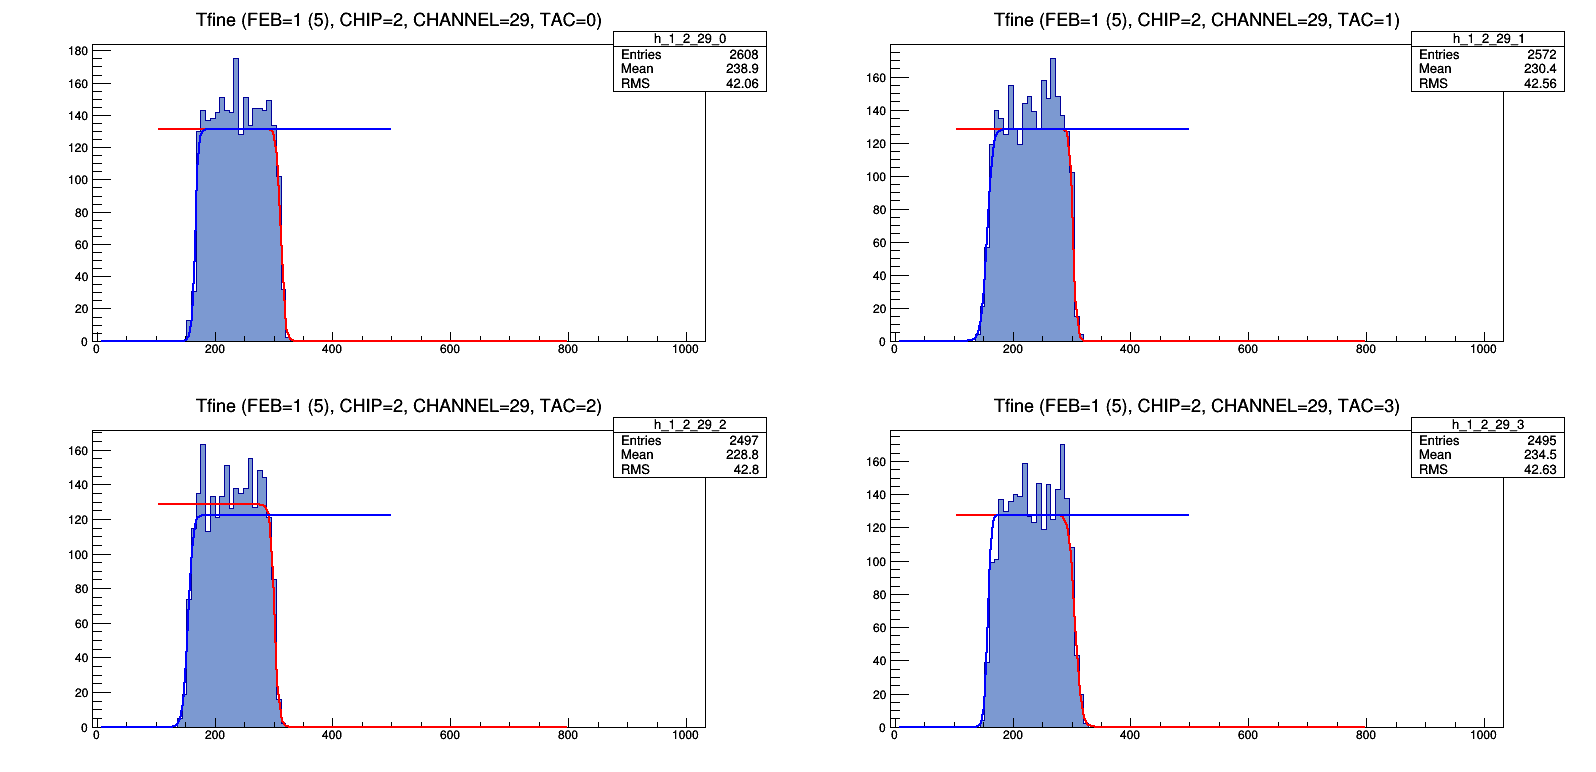 Tfine (FEB=1 (5), CHIP=2, CHANNEL=29, TAC=0)
h_1_2_29_0
Entries 2608
Mean 238.9
RMS 42.06
180
160
140
120
100
80
60
40
20
0
0 200 400 600 800 1000
Tfine (FEB=1 (5), CHIP=2, CHANNEL=29, TAC=1)
h_1_2_29_1
Entries 2572
Mean 230.4
RMS 42.56
160
140
120
100
80
60
40
20
0
0 200 400 600 800 1000
Tfine (FEB=1 (5), CHIP=2, CHANNEL=29, TAC=2)
h_1_2_29_2
Entries 2497
Mean 228.8
RMS 42.8
160
140
120
100
80
60
40
20
0
0 200 400 600 800 1000
Tfine (FEB=1 (5), CHIP=2, CHANNEL=29, TAC=3)
h_1_2_29_3
Entries 2495
Mean 234.5
RMS 42.63
160
140
120
100
80
60
40
20
0
0 200 400 600 800 1000